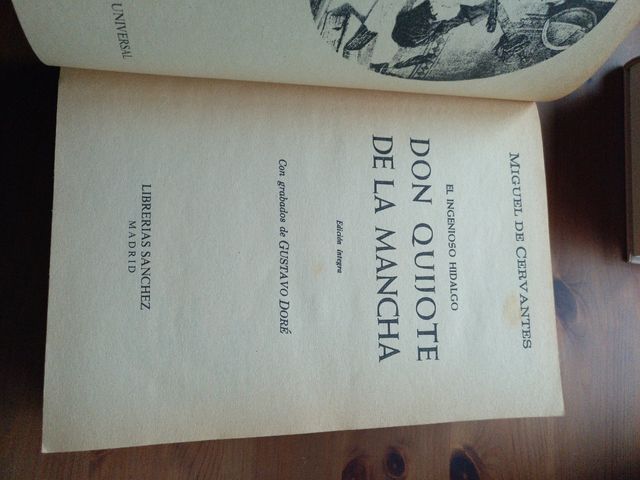 UNIVERSAL
MIGUEL DE CERVANTES
EL INGENIOSO HIDALGO
DON QUIJOTE
DE LA MANCHA
Edición íntegra
Con grabados de GUSTAVO DORÉ
LIBRERIAS SANCHEZ
MADRID